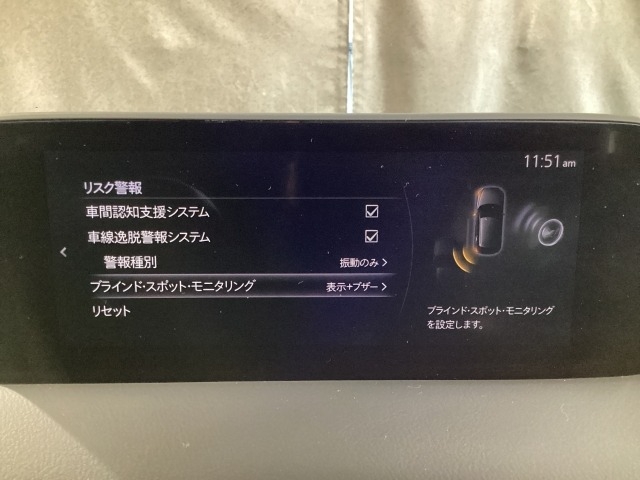 11:51 am
リスク警報
車間認知支援システム
車線逸脱警報システム
警報種別 振動のみ
ブラインド・スポット・モニタリング 表示+ブザー
リセット
ブラインド・スポット・モニタリング
を設定します。